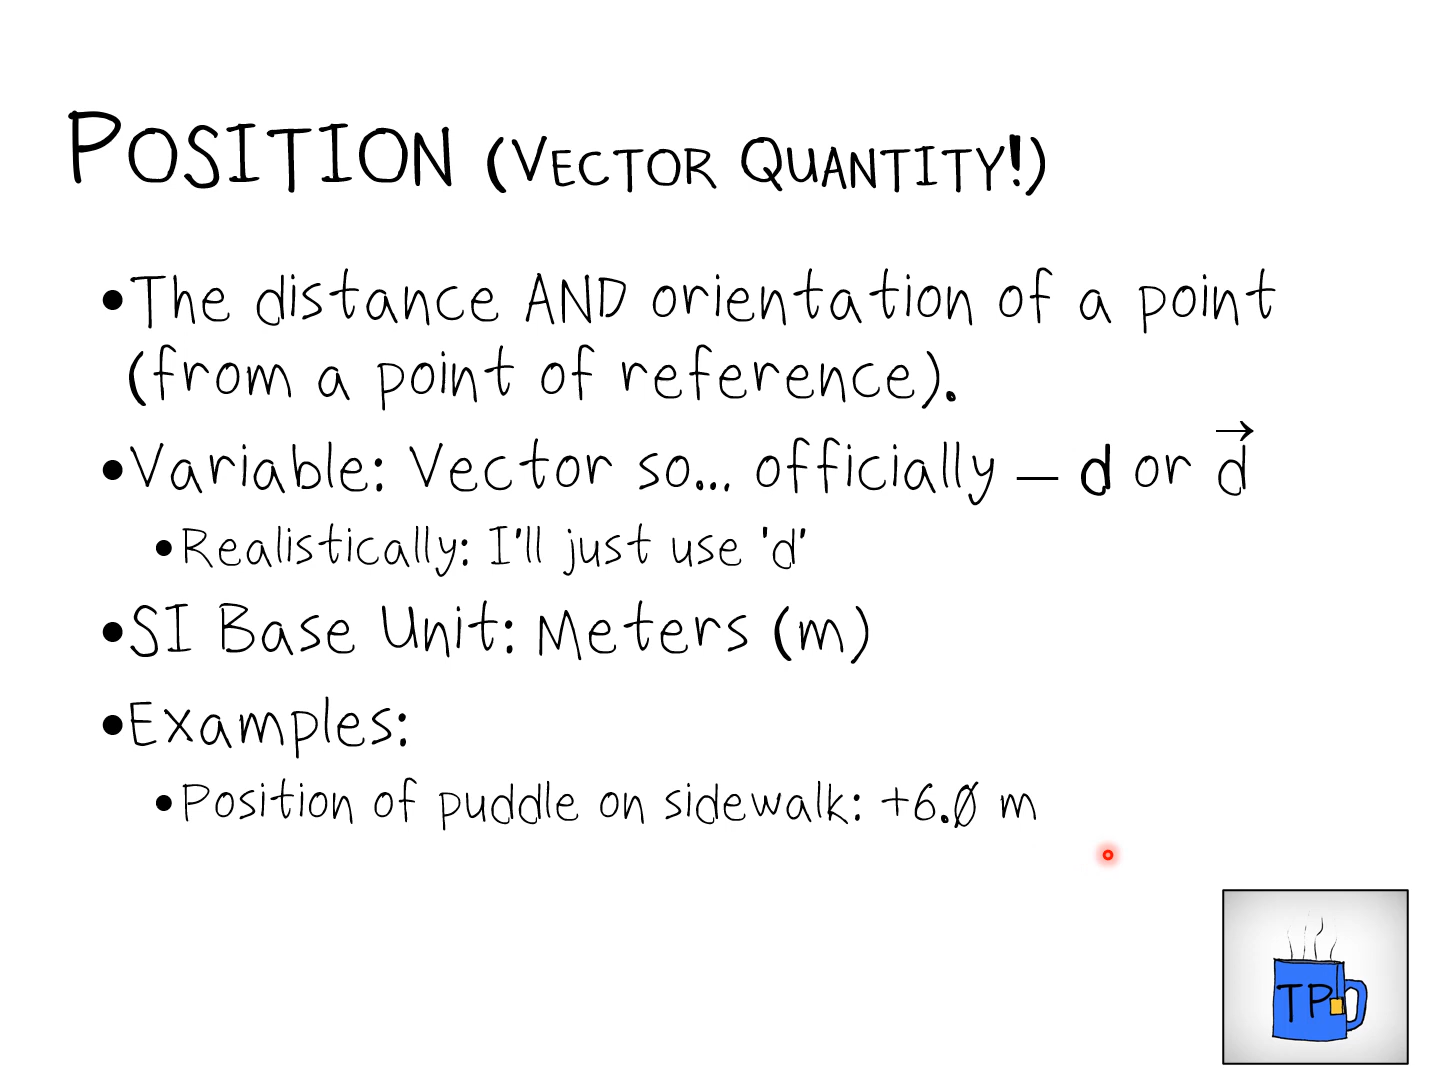 POSITION (VECTOR QUANTITY!)
•The distance AND orientation of a point
(from a point of reference).
•Variable: Vector so... officially – d or d⃗
•Realistically: I'll just use 'd'
•SI Base Unit: Meters (m)
•Examples:
•Position of puddle on sidewalk: +6.0 m
TP